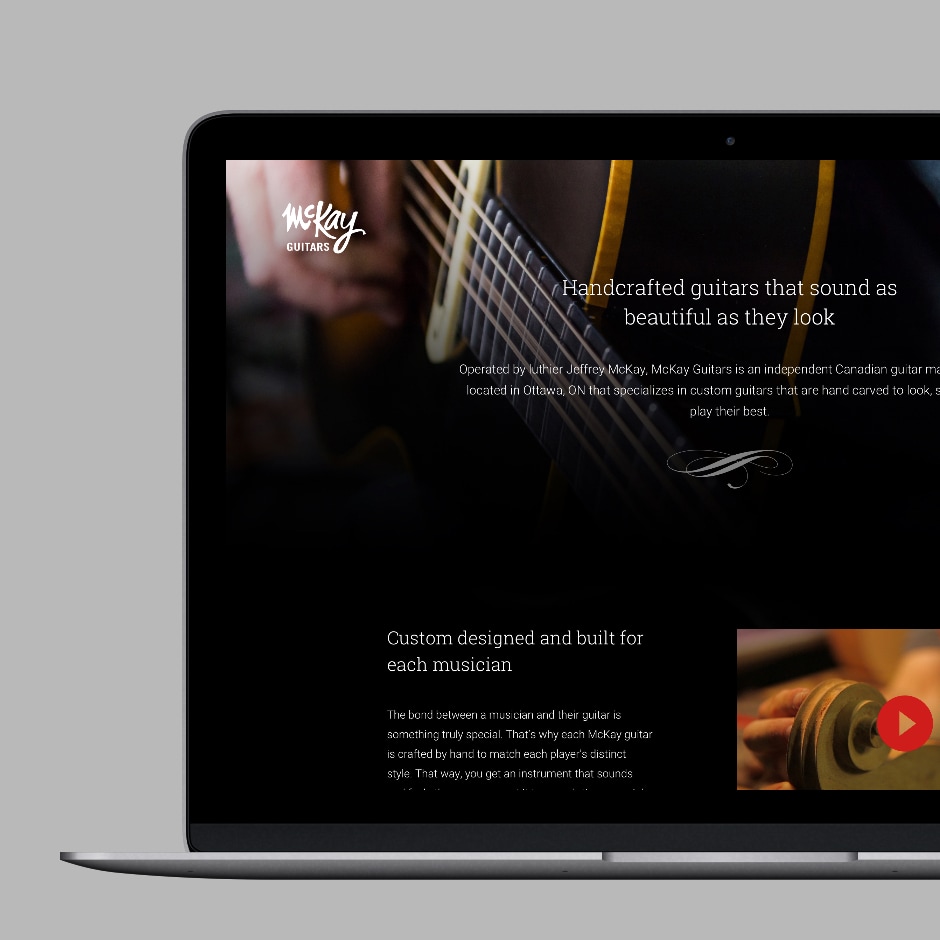 McKay
GUITARS
Handcrafted guitars that sound as
beautiful as they look
Operated by luthier Jeffrey McKay, McKay Guitars is an independent Canadian guitar
located in Ottawa, ON that specializes in custom guitars that are hand carved to look,
play their best.
Custom designed and built for
each musician
The bond between a musician and their guitar is
something truly special. That's why each McKay guitar
is crafted by hand to match each player's distinct
style. That way, you get an instrument that sounds